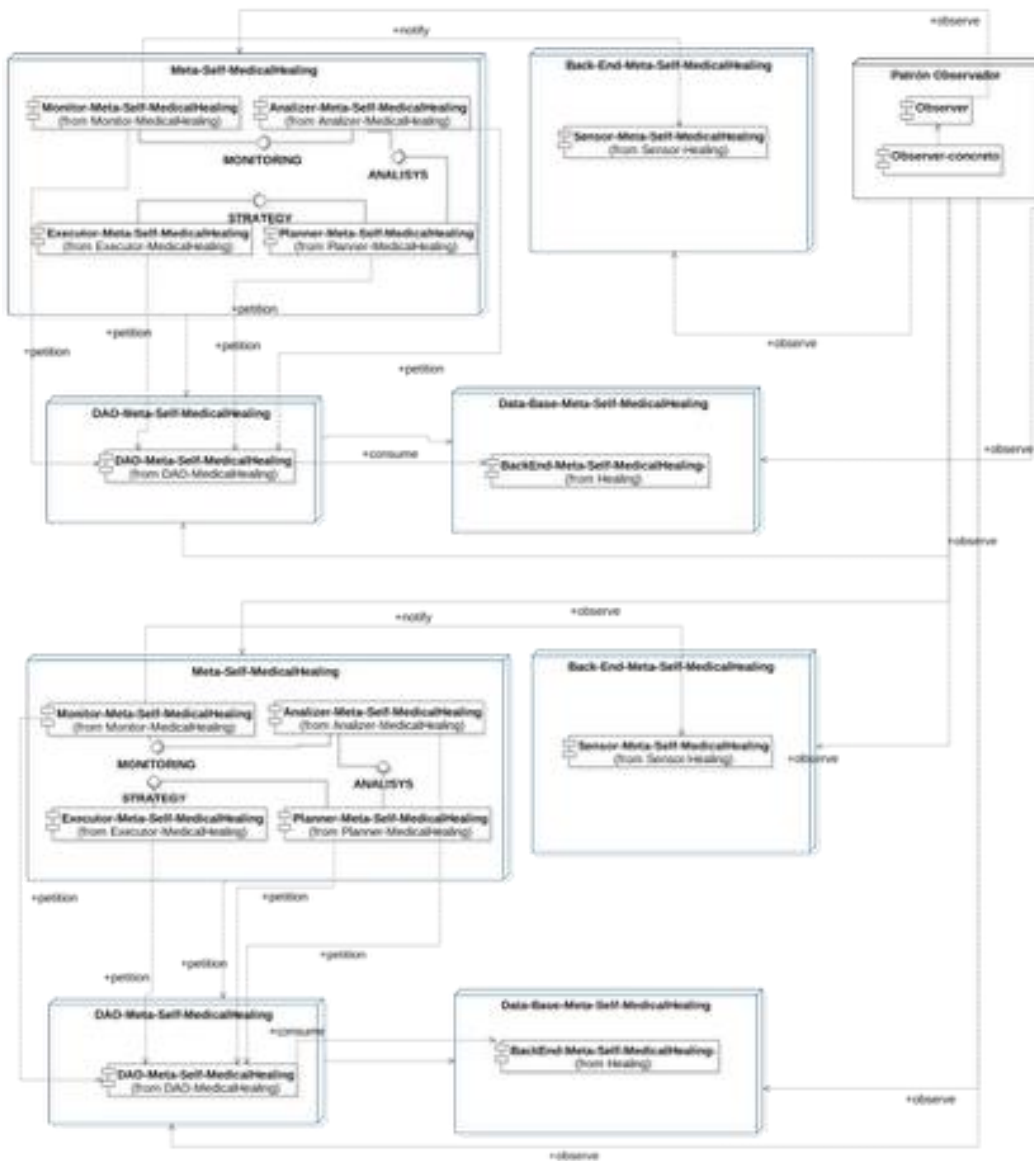 +observe
+notify
Meta-Self-MedicalHealing
Monitor-Meta-Self-MedicalHealing
(from Monitor-MedicalHealing)
Analizer-Meta-Self-MedicalHealing
(from Analizer-MedicalHealing)
MONITORING
ANALISYS
STRATEGY
Executor-Meta-Self-MedicalHealing
(from Executor-MedicalHealing)
Planner-Meta-Self-MedicalHealing
(from Planner-MedicalHealing)
Back-End-Meta-Self-MedicalHealing
Sensor-Meta-Self-MedicalHealing
(from Sensor-Healing)
Patrón Observador
Observer
Observer-concreto
+petition
+petition
+petition
+petition
+petition
+observe
DAO-Meta-Self-MedicalHealing
DAO-Meta-Self-MedicalHealing
(from DAO-MedicalHealing)
+consume
Data-Base-Meta-Self-MedicalHealing
BackEnd-Meta-Self-MedicalHealing-
(from Healing)
+observe
+observe
+observe
+notify
Meta-Self-MedicalHealing
Monitor-Meta-Self-MedicalHealing
(from Monitor-MedicalHealing)
Analizer-Meta-Self-MedicalHealing
(from Analizer-MedicalHealing)
MONITORING
ANALISYS
STRATEGY
Executor-Meta-Self-MedicalHealing
(from Executor-MedicalHealing)
Planner-Meta-Self-MedicalHealing
(from Planner-MedicalHealing)
Back-End-Meta-Self-MedicalHealing
Sensor-Meta-Self-MedicalHealing
(from Sensor-Healing)
+observe
+petition
+petition
+petition
+petition
+petition
DAO-Meta-Self-MedicalHealing
+consume
DAO-Meta-Self-MedicalHealing
(from DAO-MedicalHealing)
Data-Base-Meta-Self-MedicalHealing
BackEnd-Meta-Self-MedicalHealing-
(from Healing)
+observe
+observe